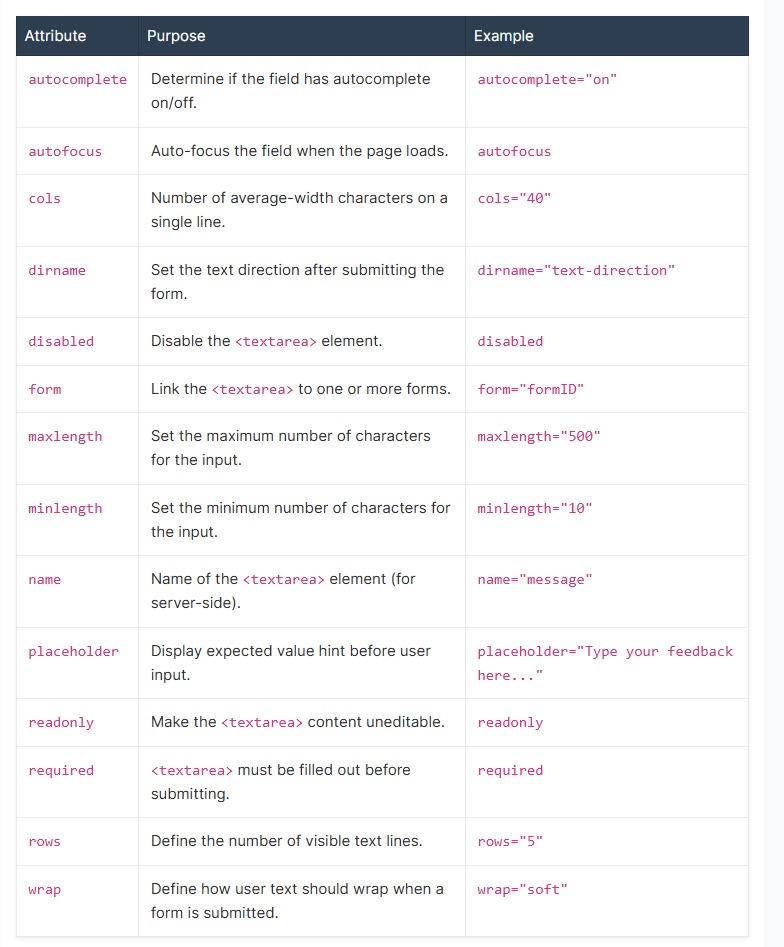 Attribute Purpose Example
autocomplete Determine if the field has autocomplete autocomplete="on"
on/off.
autofocus Auto-focus the field when the page loads. autofocus
cols Number of average-width characters on a cols="40"
single line.
dirname Set the text direction after submitting the dirname="text-direction"
form.
disabled Disable the <textarea> element. disabled
form Link the <textarea> to one or more forms. form="formID"
maxlength Set the maximum number of characters maxlength="500"
for the input.
minlength Set the minimum number of characters for minlength="10"
the input.
name Name of the <textarea> element (for name="message"
server-side).
placeholder Display expected value hint before user placeholder="Type your feedback
input. here..."
readonly Make the <textarea> content uneditable. readonly
required <textarea> must be filled out before required
submitting.
rows Define the number of visible text lines. rows="5"
wrap Define how user text should wrap when a wrap="soft"
form is submitted.